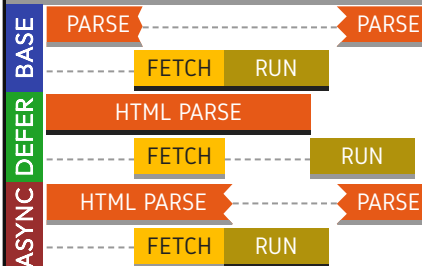 BASE
PARSE PARSE
FETCH RUN
DEFER
HTML PARSE
FETCH RUN
ASYNC
HTML PARSE PARSE
FETCH RUN